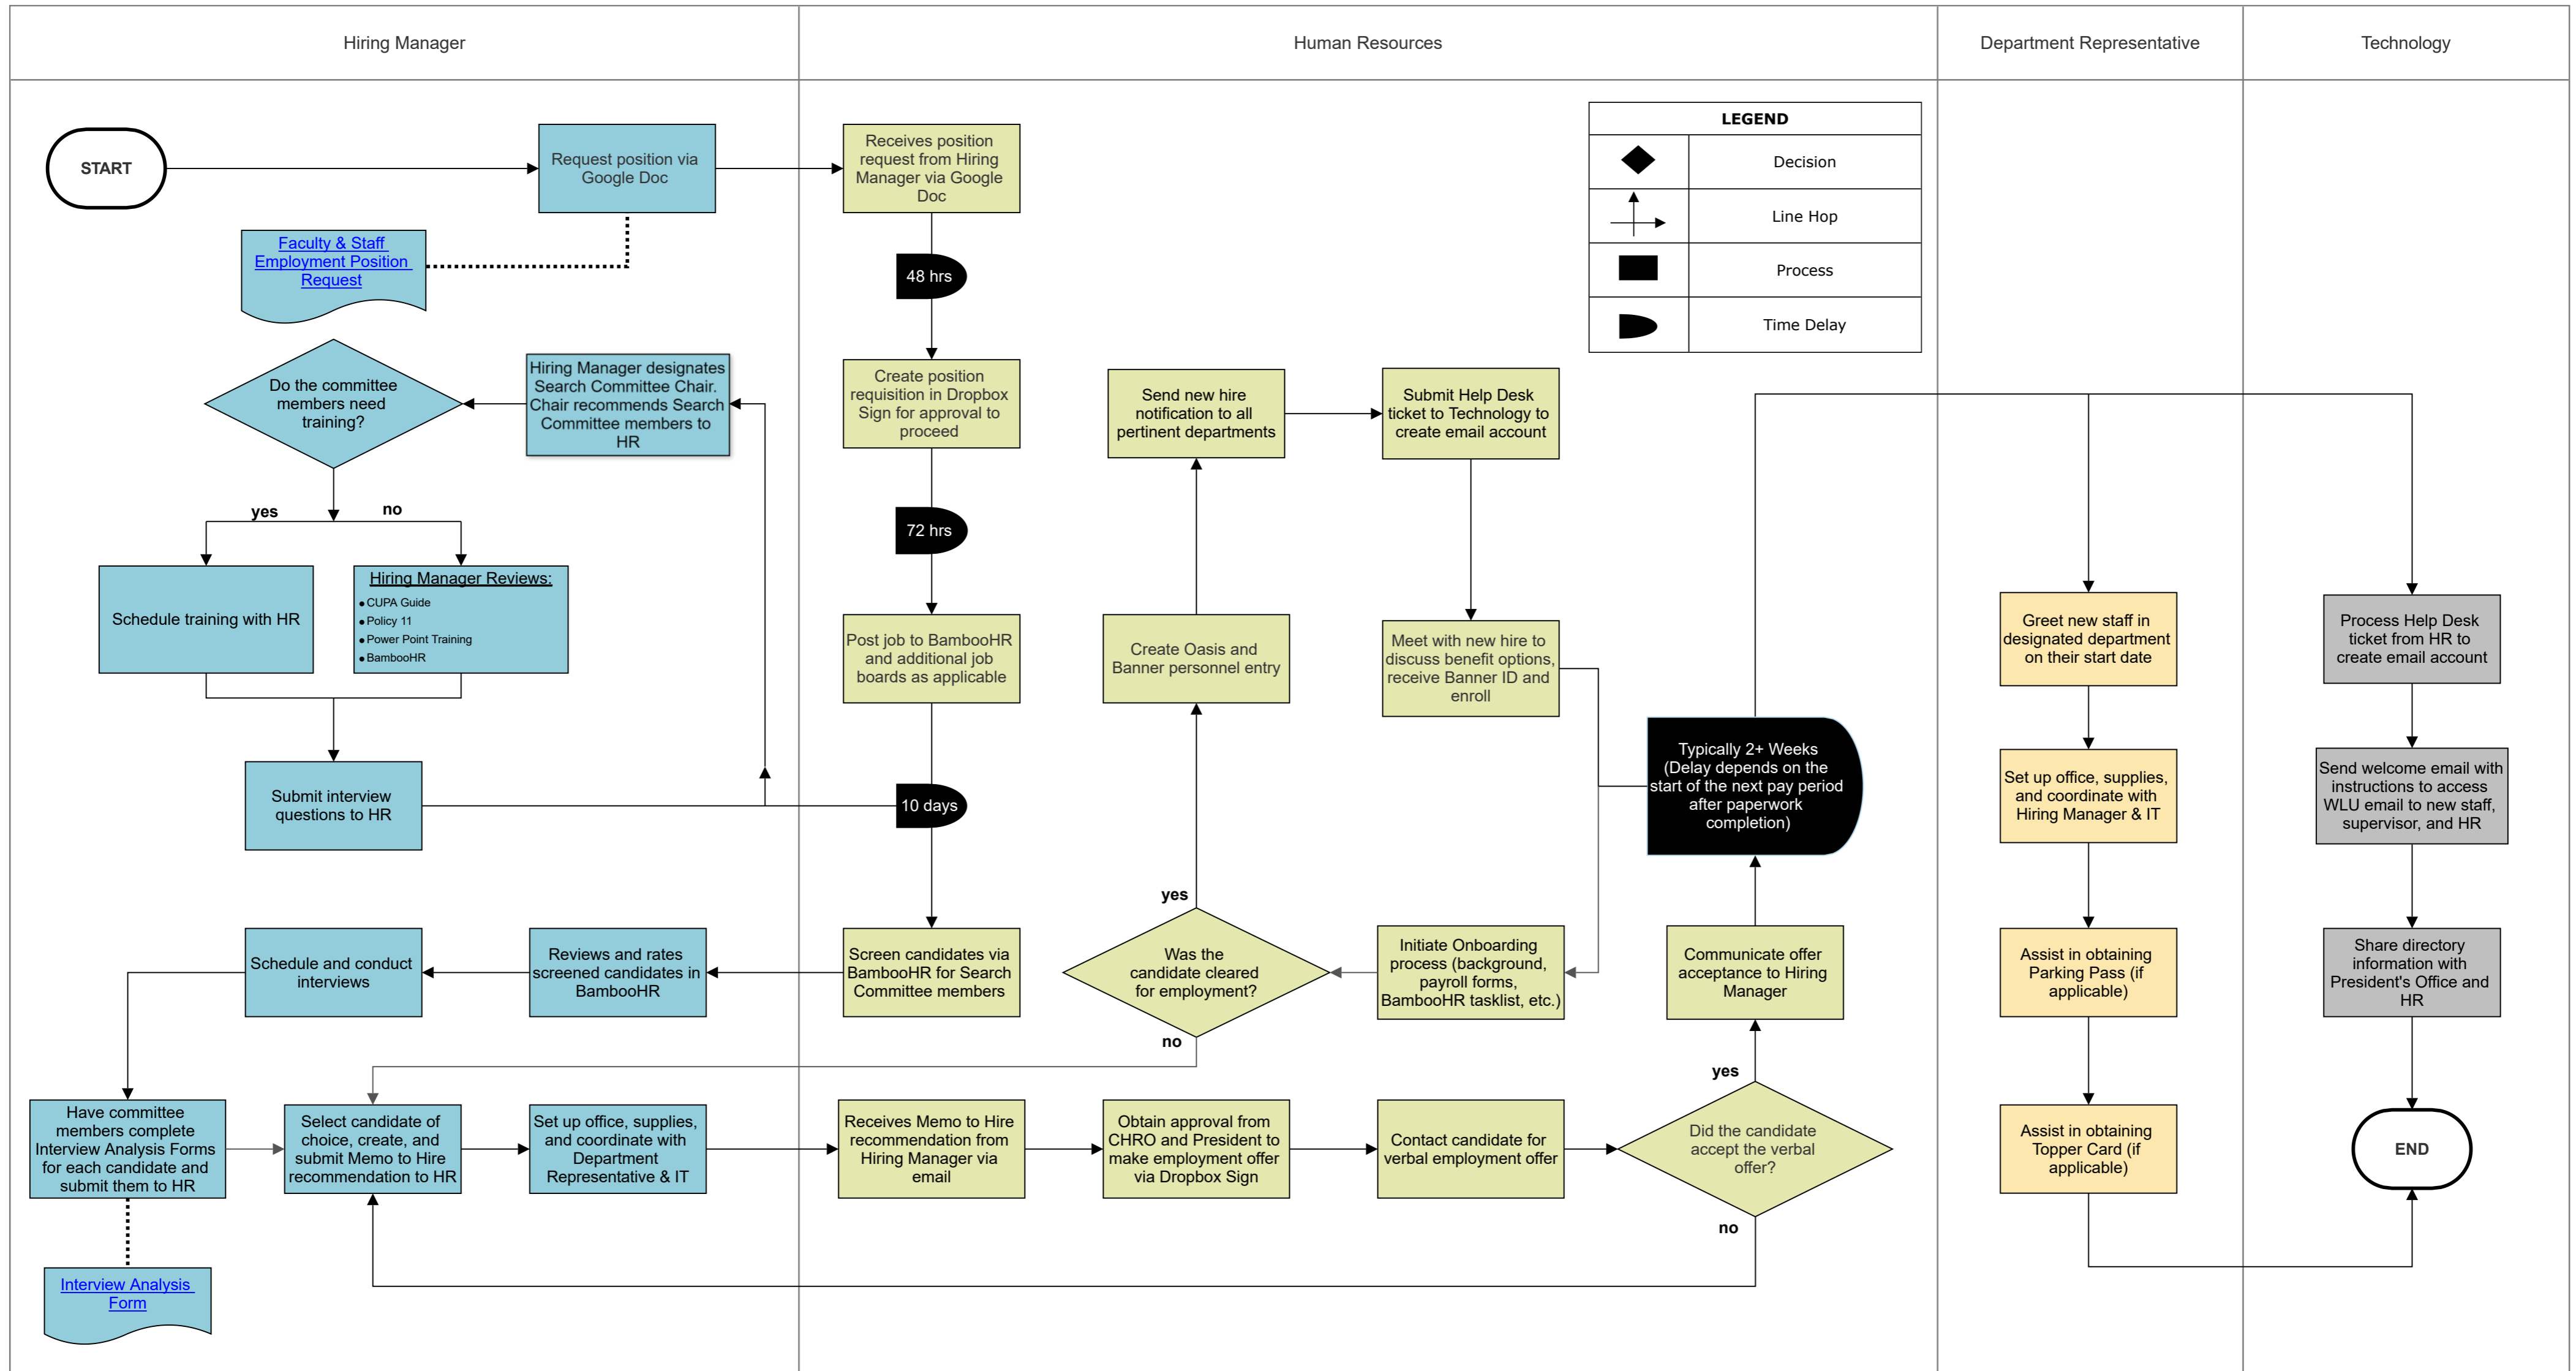 Hiring Manager
Human Resources
Department Representative
Technology
START
Request position via
Google Doc
Faculty & Staff
Employment Position
Request
Do the committee
members need
training?
Hiring Manager designates
Search Committee Chair.
Chair recommends Search
Committee members to
HR
yes
no
Schedule training with HR
Hiring Manager Reviews:
● CUPA Guide
● Policy 11
● Power Point Training
● BambooHR
Submit interview
questions to HR
Schedule and conduct
interviews
Reviews and rates
screened candidates in
BambooHR
Have committee
members complete
Interview Analysis Forms
for each candidate and
submit them to HR
Select candidate of
choice, create, and
submit Memo to Hire
recommendation to HR
Set up office, supplies,
and coordinate with
Department
Representative & IT
Interview Analysis
Form
Receives position
request from Hiring
Manager via Google
Doc
48 hrs
Create position
requisition in Dropbox
Sign for approval to
proceed
72 hrs
Post job to BambooHR
and additional job
boards as applicable
10 days
Screen candidates via
BambooHR for Search
Committee members
LEGEND
Decision
Line Hop
Process
Time Delay
Send new hire
notification to all
pertinent departments
Submit Help Desk
ticket to Technology to
create email account
Create Oasis and
Banner personnel entry
Meet with new hire to
discuss benefit options,
receive Banner ID and
enroll
Typically 2+ Weeks
(Delay depends on the
start of the next pay period
after paperwork
completion)
yes
Was the
candidate cleared
for employment?
no
Initiate Onboarding
process (background,
payroll forms,
BambooHR tasklist, etc.)
Communicate offer
acceptance to Hiring
Manager
Receives Memo to Hire
recommendation from
Hiring Manager via
email
Obtain approval from
CHRO and President to
make employment offer
via Dropbox Sign
Contact candidate for
verbal employment offer
yes
Did the candidate
accept the verbal
offer?
no
Greet new staff in
designated department
on their start date
Set up office, supplies,
and coordinate with
Hiring Manager & IT
Assist in obtaining
Parking Pass (if
applicable)
Assist in obtaining
Topper Card (if
applicable)
Process Help Desk
ticket from HR to
create email account
Send welcome email with
instructions to access
WLU email to new staff,
supervisor, and HR
Share directory
information with
President's Office and
HR
END